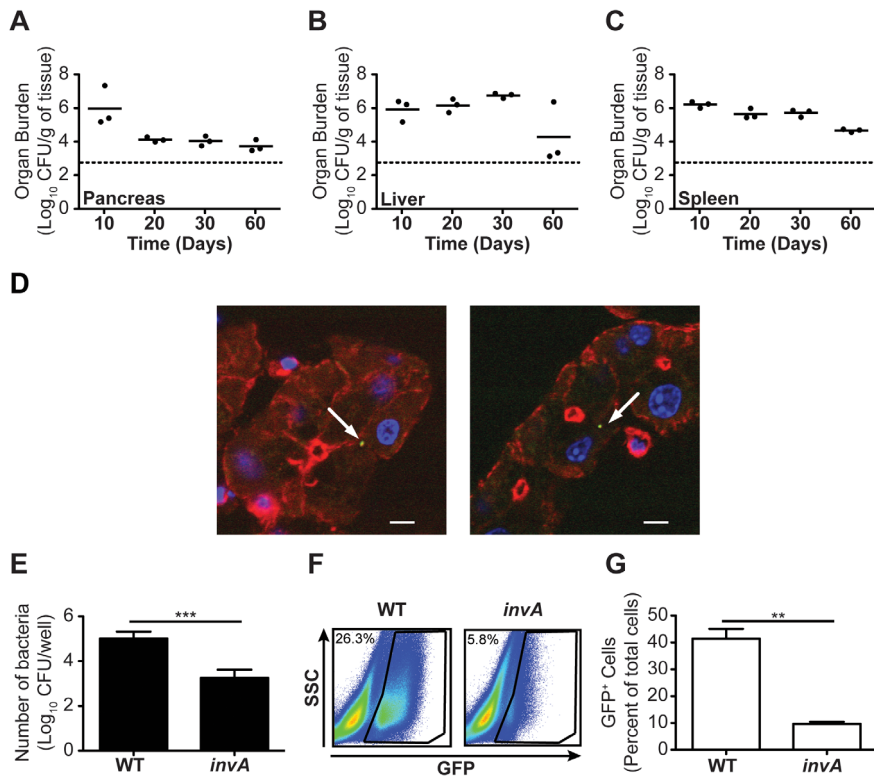 A
Organ Burden
(Log10 CFU/g of tissue)
8
6
4
2
0
Pancreas
10 20 30 60
Time (Days)
B
Organ Burden
(Log10 CFU/g of tissue)
8
6
4
2
0
Liver
10 20 30 60
Time (Days)
C
Organ Burden
(Log10 CFU/g of tissue)
8
6
4
2
0
Spleen
10 20 30 60
Time (Days)
D
E
Number of bacteria
(Log10 CFU/well)
6
4
2
0
***
WT invA
F
WT invA
26.3% 5.8%
SSC
GFP
G
GFP+ Cells
(Percent of total cells)
50
40
30
20
10
0
**
WT invA